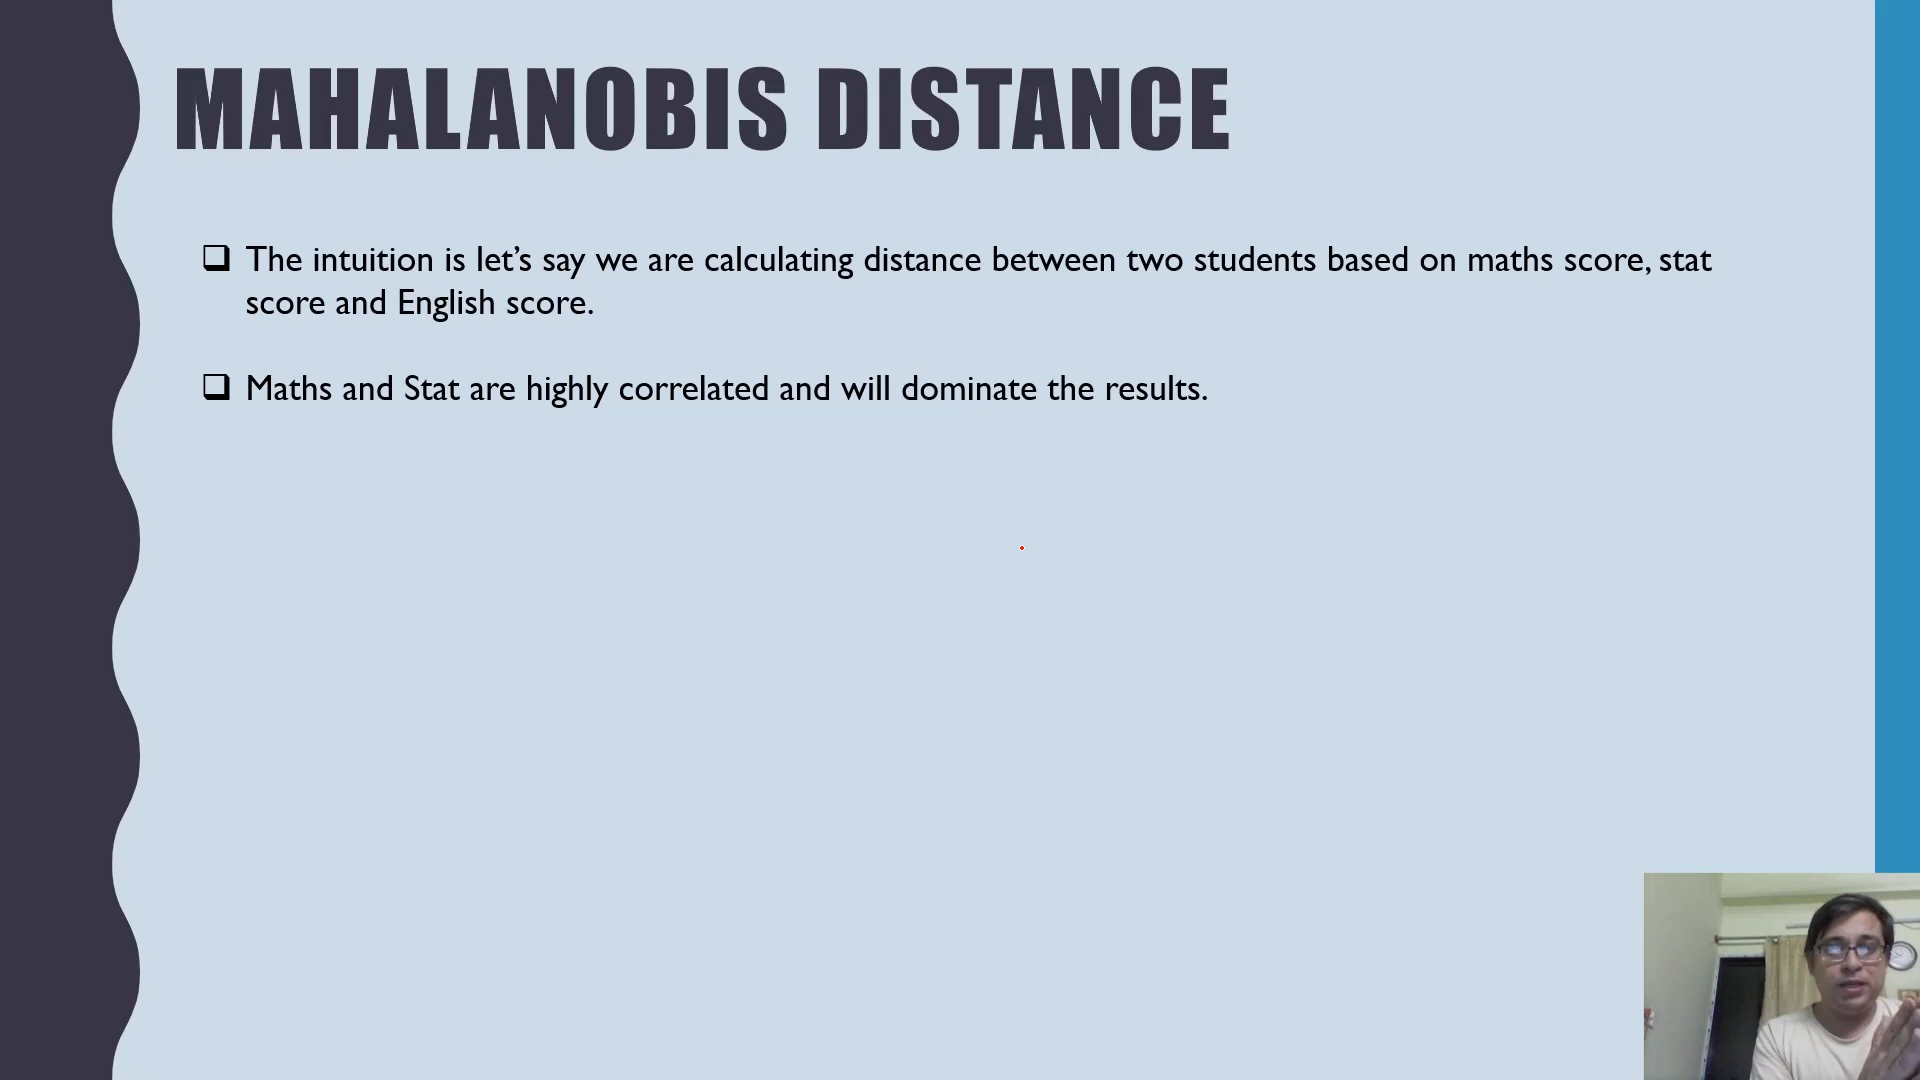 MAHALANOBIS DISTANCE
The intuition is let’s say we are calculating distance between two students based on maths score, stat
score and English score.
Maths and Stat are highly correlated and will dominate the results.